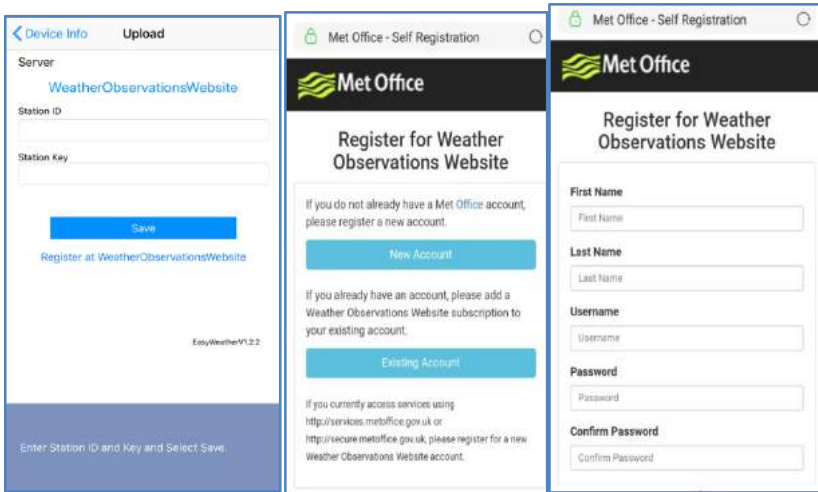 Device Info
Upload
Server
WeatherObservationsWebsite
Station ID
Station Key
Save
Register at WeatherObservationsWebsite
EasyWeatherV1.2.2
Enter Station ID and Key and Select Save.
Met Office - Self Registration
Met Office
Register for Weather
Observations Website
If you do not already have a Met Office account,
please register a new account.
New Account
If you already have an account, please add a
Weather Observations Website subscription to
your existing account.
Existing Account
If you currently access services using
http://services.metoffice.gov.uk or
http://secure.metoffice.gov.uk, please register for a new
Weather Observations Website account.
Met Office - Self Registration
Met Office
Register for Weather
Observations Website
First Name
First Name
Last Name
Last Name
Username
Username
Password
Password
Confirm Password
Confirm Password